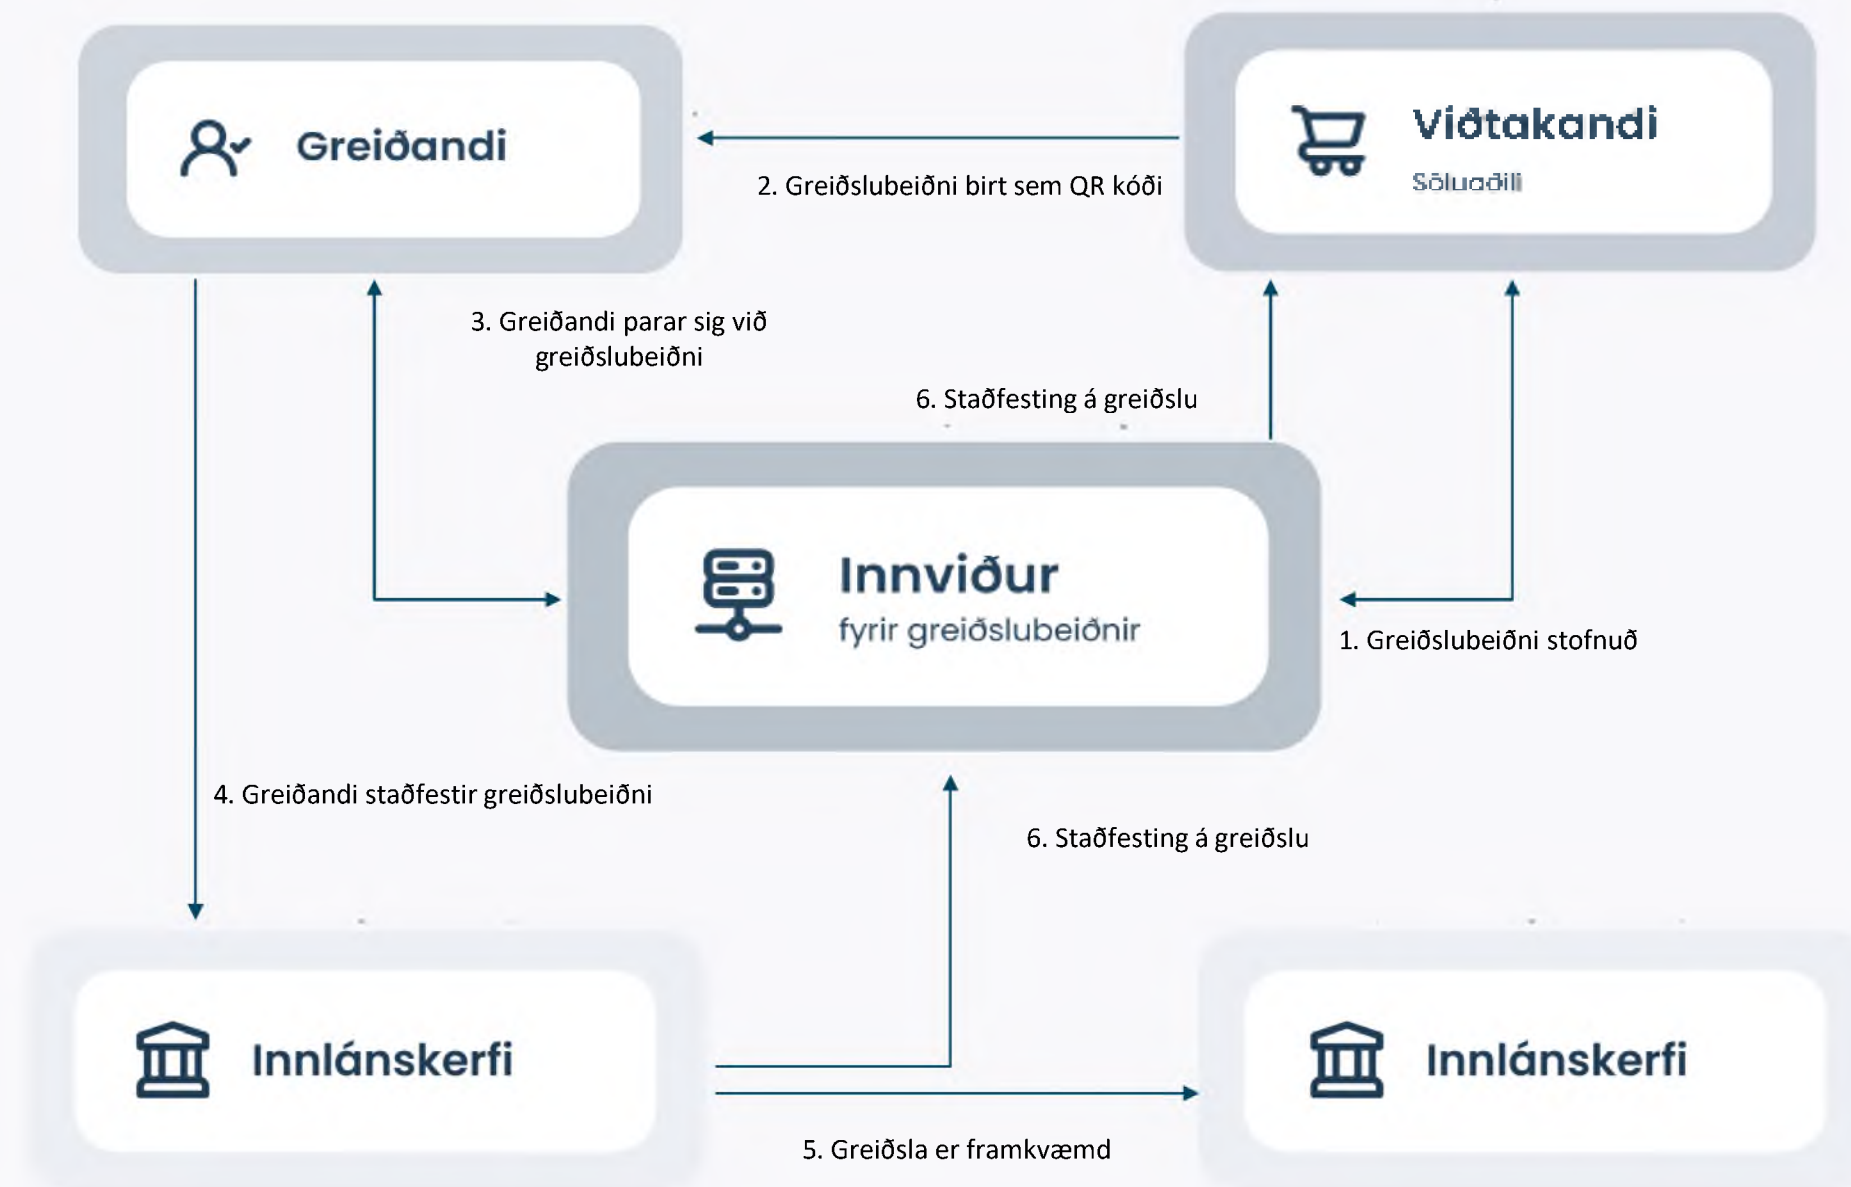 Greiðandi
Viðtakandi
Söluaðili
2. Greiðslubeiðni birt sem QR kóði
3. Greiðandi parar sig við
greiðslubeiðni
6. Staðfesting á greiðslu
Innviður
fyrir greiðslubeiðnir
1. Greiðslubeiðni stofnuð
4. Greiðandi staðfestir greiðslubeiðni
6. Staðfesting á greiðslu
Innlánskerfi
Innlánskerfi
5. Greiðsla er framkvæmd